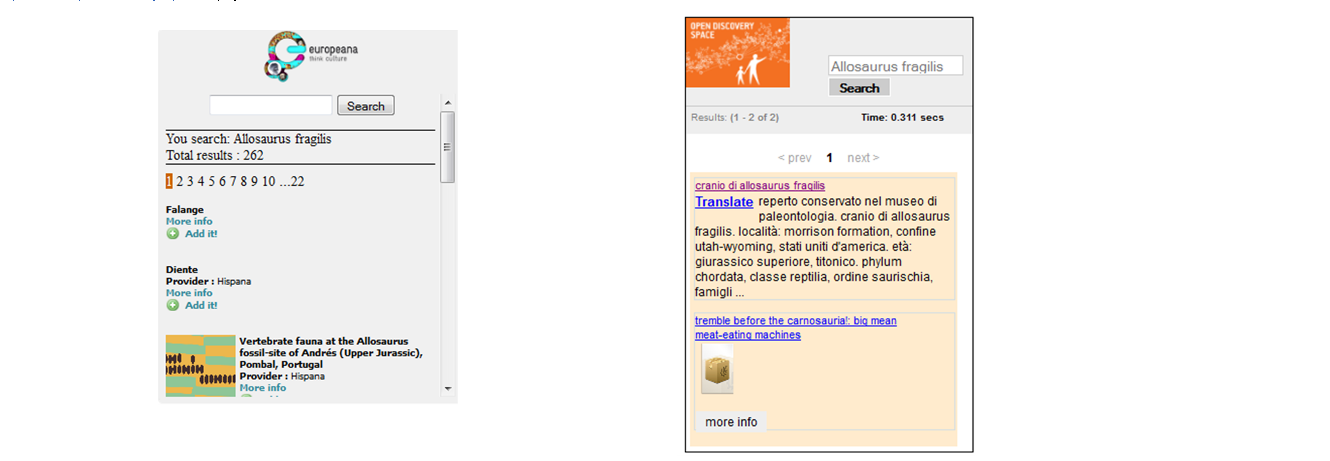 europeana
think culture
Search
You search: Allosaurus fragilis
Total results : 262
1 2 3 4 5 6 7 8 9 10 ...22
Falange
More info
Add it!
Diente
Provider : Hispana
More info
Add it!
Vertebrate fauna at the Allosaurus
fossil-site of Andrés (Upper Jurassic),
Pombal, Portugal
Provider : Hispana
More info
OPEN DISCOVERY
SPACE
Allosaurus fragilis
Search
Results: (1 - 2 of 2) Time: 0.311 secs
< prev 1 next >
cranio di allosaurus fragilis
Translate reperto conservato nel museo di
paleontologia. cranio di allosaurus
fragilis. località: morrison formation, confine
utah-wyoming, stati uniti d'america. età:
giurassico superiore, titonico. phylum
chordata, classe reptilia, ordine saurischia,
famigli ...
tremble before the carnosauria!: big mean
meat-eating machines
more info